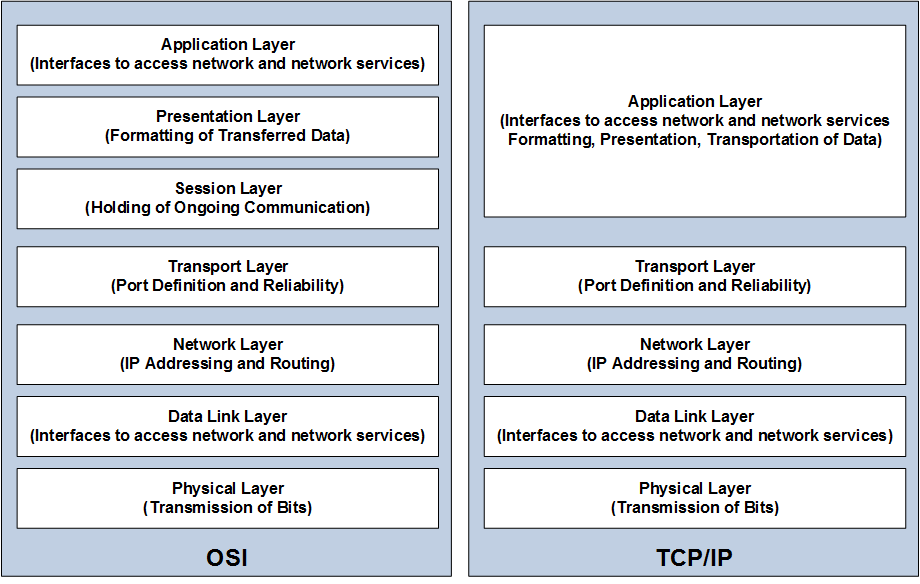 Application Layer
(Interfaces to access network and network services)
Presentation Layer
(Formatting of Transferred Data)
Session Layer
(Holding of Ongoing Communication)
Transport Layer
(Port Definition and Reliability)
Network Layer
(IP Addressing and Routing)
Data Link Layer
(Interfaces to access network and network services)
Physical Layer
(Transmission of Bits)
OSI
Application Layer
(Interfaces to access network and network services
Formatting, Presentation, Transportation of Data)
Transport Layer
(Port Definition and Reliability)
Network Layer
(IP Addressing and Routing)
Data Link Layer
(Interfaces to access network and network services)
Physical Layer
(Transmission of Bits)
TCP/IP